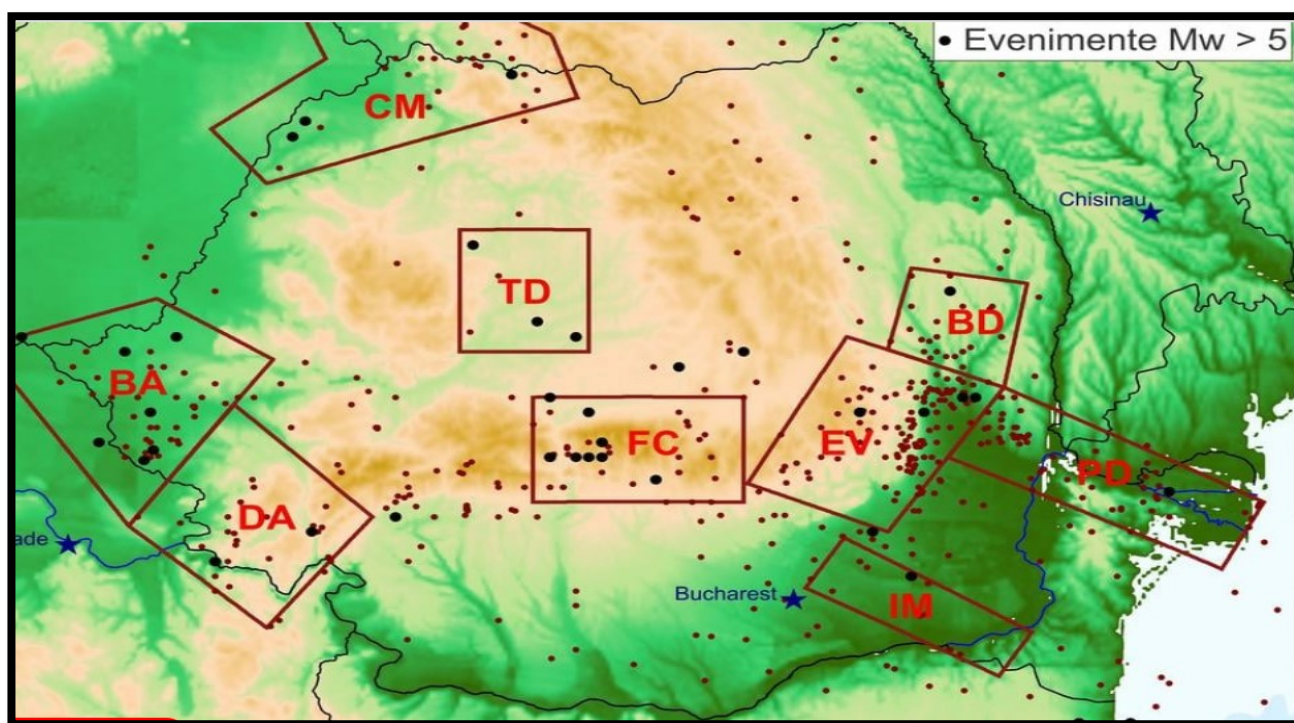 Evenimente Mw > 5
CM
Chisinau
TD
BD
BA
FC
EV
PD
DA
ade
Bucharest
IM